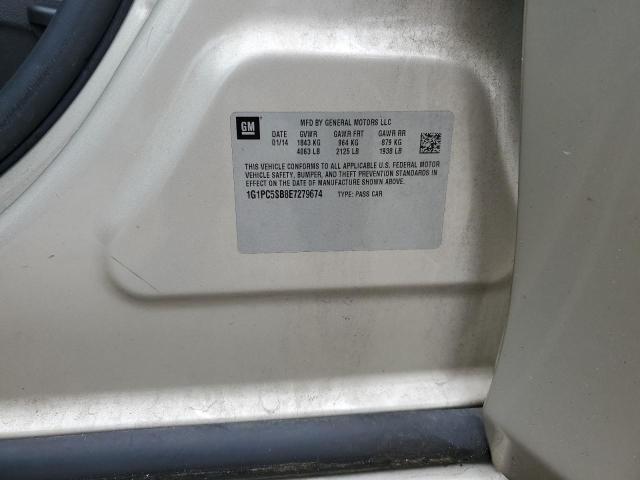 GM
MFD BY GENERAL MOTORS LLC
DATE GVWR GAWR FRT GAWR RR
01/14 1843 KG 964 KG 879 KG
4063 LB 2125 LB 1938 LB
THIS VEHICLE CONFORMS TO ALL APPLICABLE U.S. FEDERAL MOTOR
VEHICLE SAFETY, BUMPER, AND THEFT PREVENTION STANDARDS IN
EFFECT ON THE DATE OF MANUFACTURE SHOWN ABOVE.
1G1PC5SB8E7279674 TYPE: PASS CAR